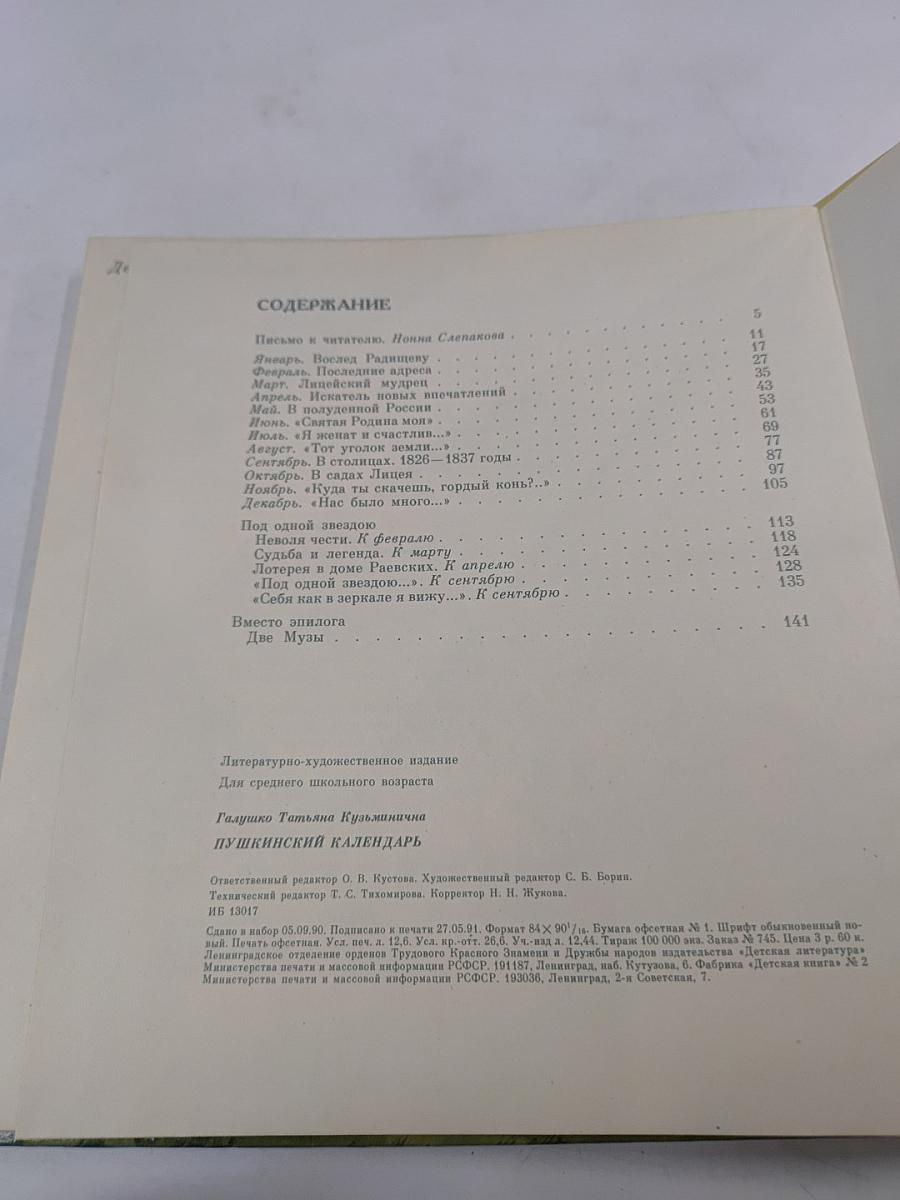 Де
СОДЕРЖАНИЕ
Письмо к читателю. Нонна Слепакова . . . . . . . . . . . . 5
Январь. Вослед Радищеву . . . . . . . . . . . . 11
Февраль. Последние адреса . . . . . . . . . . . . 17
Март. Лицейский мудрец . . . . . . . . . . . . 27
Апрель. Искатель новых впечатлений . . . . . . . . . . . . 35
Май. В полуденной России . . . . . . . . . . . . 43
Июнь. «Святая Родина моя» . . . . . . . . . . . . 53
Июль. «Я женат и счастлив...» . . . . . . . . . . . . 61
Август. «Тот уголок земли...» . . . . . . . . . . . . 69
Сентябрь. В столицах. 1826—1837 годы . . . . . . . . . . . . 77
Октябрь. В садах Лицея . . . . . . . . . . . . 87
Ноябрь. «Куда ты скачешь, гордый конь?..» . . . . . . . . . . . . 97
Декабрь. «Нас было много...» . . . . . . . . . . . . 105
Под одной звездою
Неволя чести. К февралю . . . . . . . . . . . . 113
Судьба и легенда. К марту . . . . . . . . . . . . 118
Лотерея в доме Раевских. К апрелю . . . . . . . . . . . . 124
«Под одной звездою...». К сентябрю . . . . . . . . . . . . 128
«Себя как в зеркале я вижу...». К сентябрю . . . . . . . . . . . . 135
Вместо эпилога
Две Музы . . . . . . . . . . . . 141
Литературно-художественное издание
Для среднего школьного возраста
Галушко Татьяна Кузьминична
ПУШКИНСКИЙ КАЛЕНДАРЬ
Ответственный редактор О. В. Кустова. Художественный редактор С. Б. Борин.
Технический редактор Т. С. Тихомирова. Корректор Н. Н. Жукова.
ИБ 13017
Сдано в набор 05.09.90. Подписано к печати 27.05.91. Формат 84×90¹/₁₆. Бумага офсетная № 1. Шрифт обыкновенный но-
вый. Печать офсетная. Усл. печ. л. 12,6. Усл. кр.-отт. 26,6. Уч.-изд л. 12,44. Тираж 100 000 экз. Заказ № 745. Цена 3 р. 60 к.
Ленинградское отделение орденов Трудового Красного Знамени и Дружбы народов издательства «Детская литература»
Министерства печати и массовой информации РСФСР. 191187, Ленинград, наб. Кутузова, 6. Фабрика «Детская книга» № 2
Министерства печати и массовой информации РСФСР. 193036, Ленинград, 2-я Советская, 7.